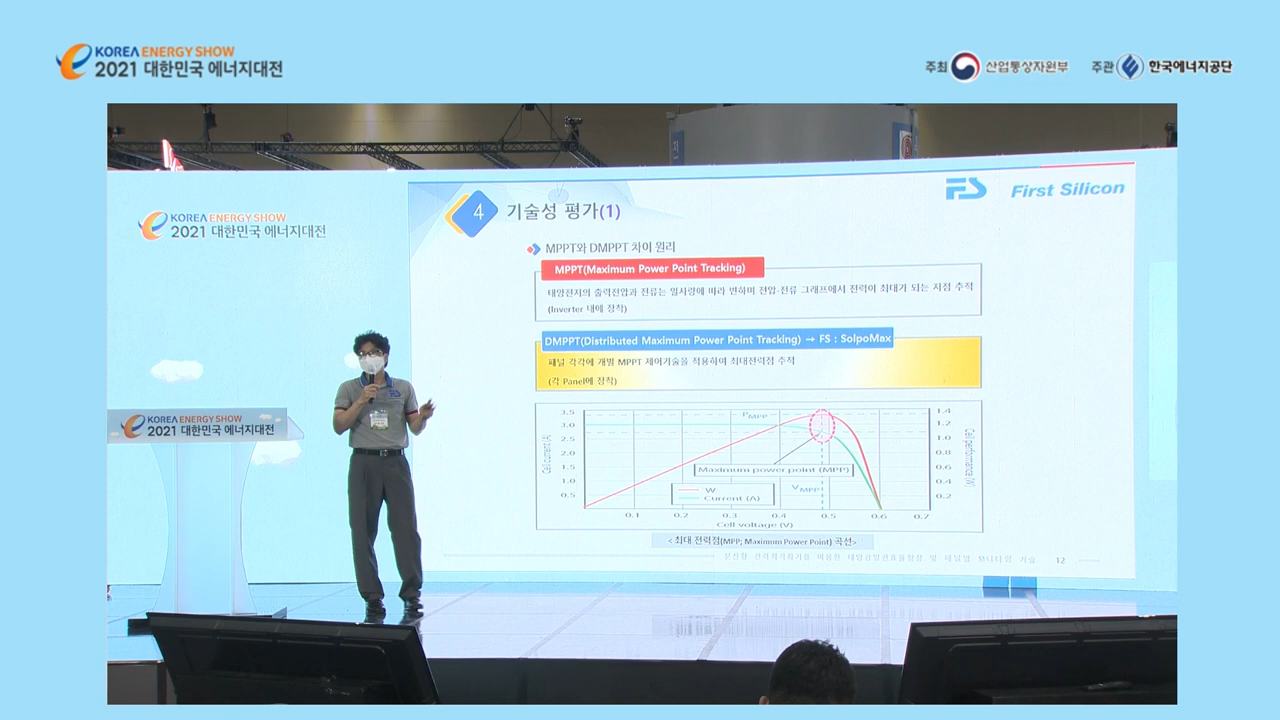 KOREA ENERGY SHOW
2021 대한민국 에너지대전
주최 산업통상자원부 주관 한국에너지공단
KOREA ENERGY SHOW
2021 대한민국 에너지대전
KOREA ENERGY SHOW
2021 대한민국 에너지대전
FS First Silicon
4 기술성 평가(1)
MPPT와 DMPPT 차이 원리
MPPT(Maximum Power Point Tracking)
태양전지의 출력전압과 전류는 일사량에 따라 변하며 전압-전류 그래프에서 전력이 최대가 되는 지점 추적
(Inverter 내에 장착)
DMPPT(Distributed Maximum Power Point Tracking) → FS : SolpoMax
패널 각각에 개별 MPPT 제어기술을 적용하여 최대전력점 추적
(각 Panel에 장착)
Cell current (A)
3.5
3.0
2.5
2.0
1.5
1.0
0.5
PMPP
Maximum power point (MPP)
W
Current (A)
VMPP
1.4
1.2
1.0
0.8
0.6
0.4
0.2
Cell performance (W)
0.1 0.2 0.3 0.4 0.5 0.6 0.7
Cell voltage (V)
<최대 전력점(MPP; Maximum Power Point) 곡선>
12